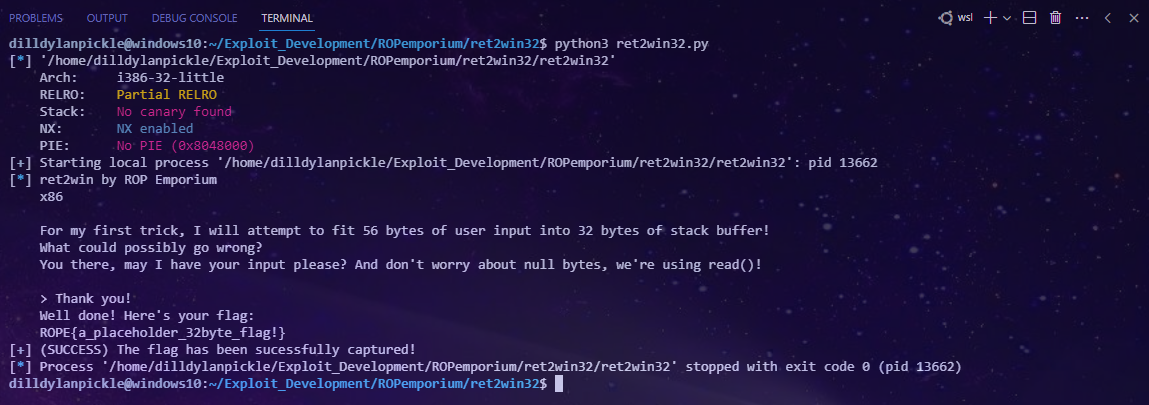 PROBLEMS OUTPUT DEBUG CONSOLE TERMINAL wsl
dilldylanpickle@windows10:~/Exploit_Development/ROPemporium/ret2win32$ python3 ret2win32.py
[*] '/home/dilldylanpickle/Exploit_Development/ROPemporium/ret2win32/ret2win32'
Arch: i386-32-little
RELRO: Partial RELRO
Stack: No canary found
NX: NX enabled
PIE: No PIE (0x8048000)
[+] Starting local process '/home/dilldylanpickle/Exploit_Development/ROPemporium/ret2win32/ret2win32': pid 13662
[*] ret2win by ROP Emporium
x86
For my first trick, I will attempt to fit 56 bytes of user input into 32 bytes of stack buffer!
What could possibly go wrong?
You there, may I have your input please? And don't worry about null bytes, we're using read()!
> Thank you!
Well done! Here's your flag:
ROPE{a_placeholder_32byte_flag!}
[+] (SUCCESS) The flag has been sucessfully captured!
[*] Process '/home/dilldylanpickle/Exploit_Development/ROPemporium/ret2win32/ret2win32' stopped with exit code 0 (pid 13662)
dilldylanpickle@windows10:~/Exploit_Development/ROPemporium/ret2win32$